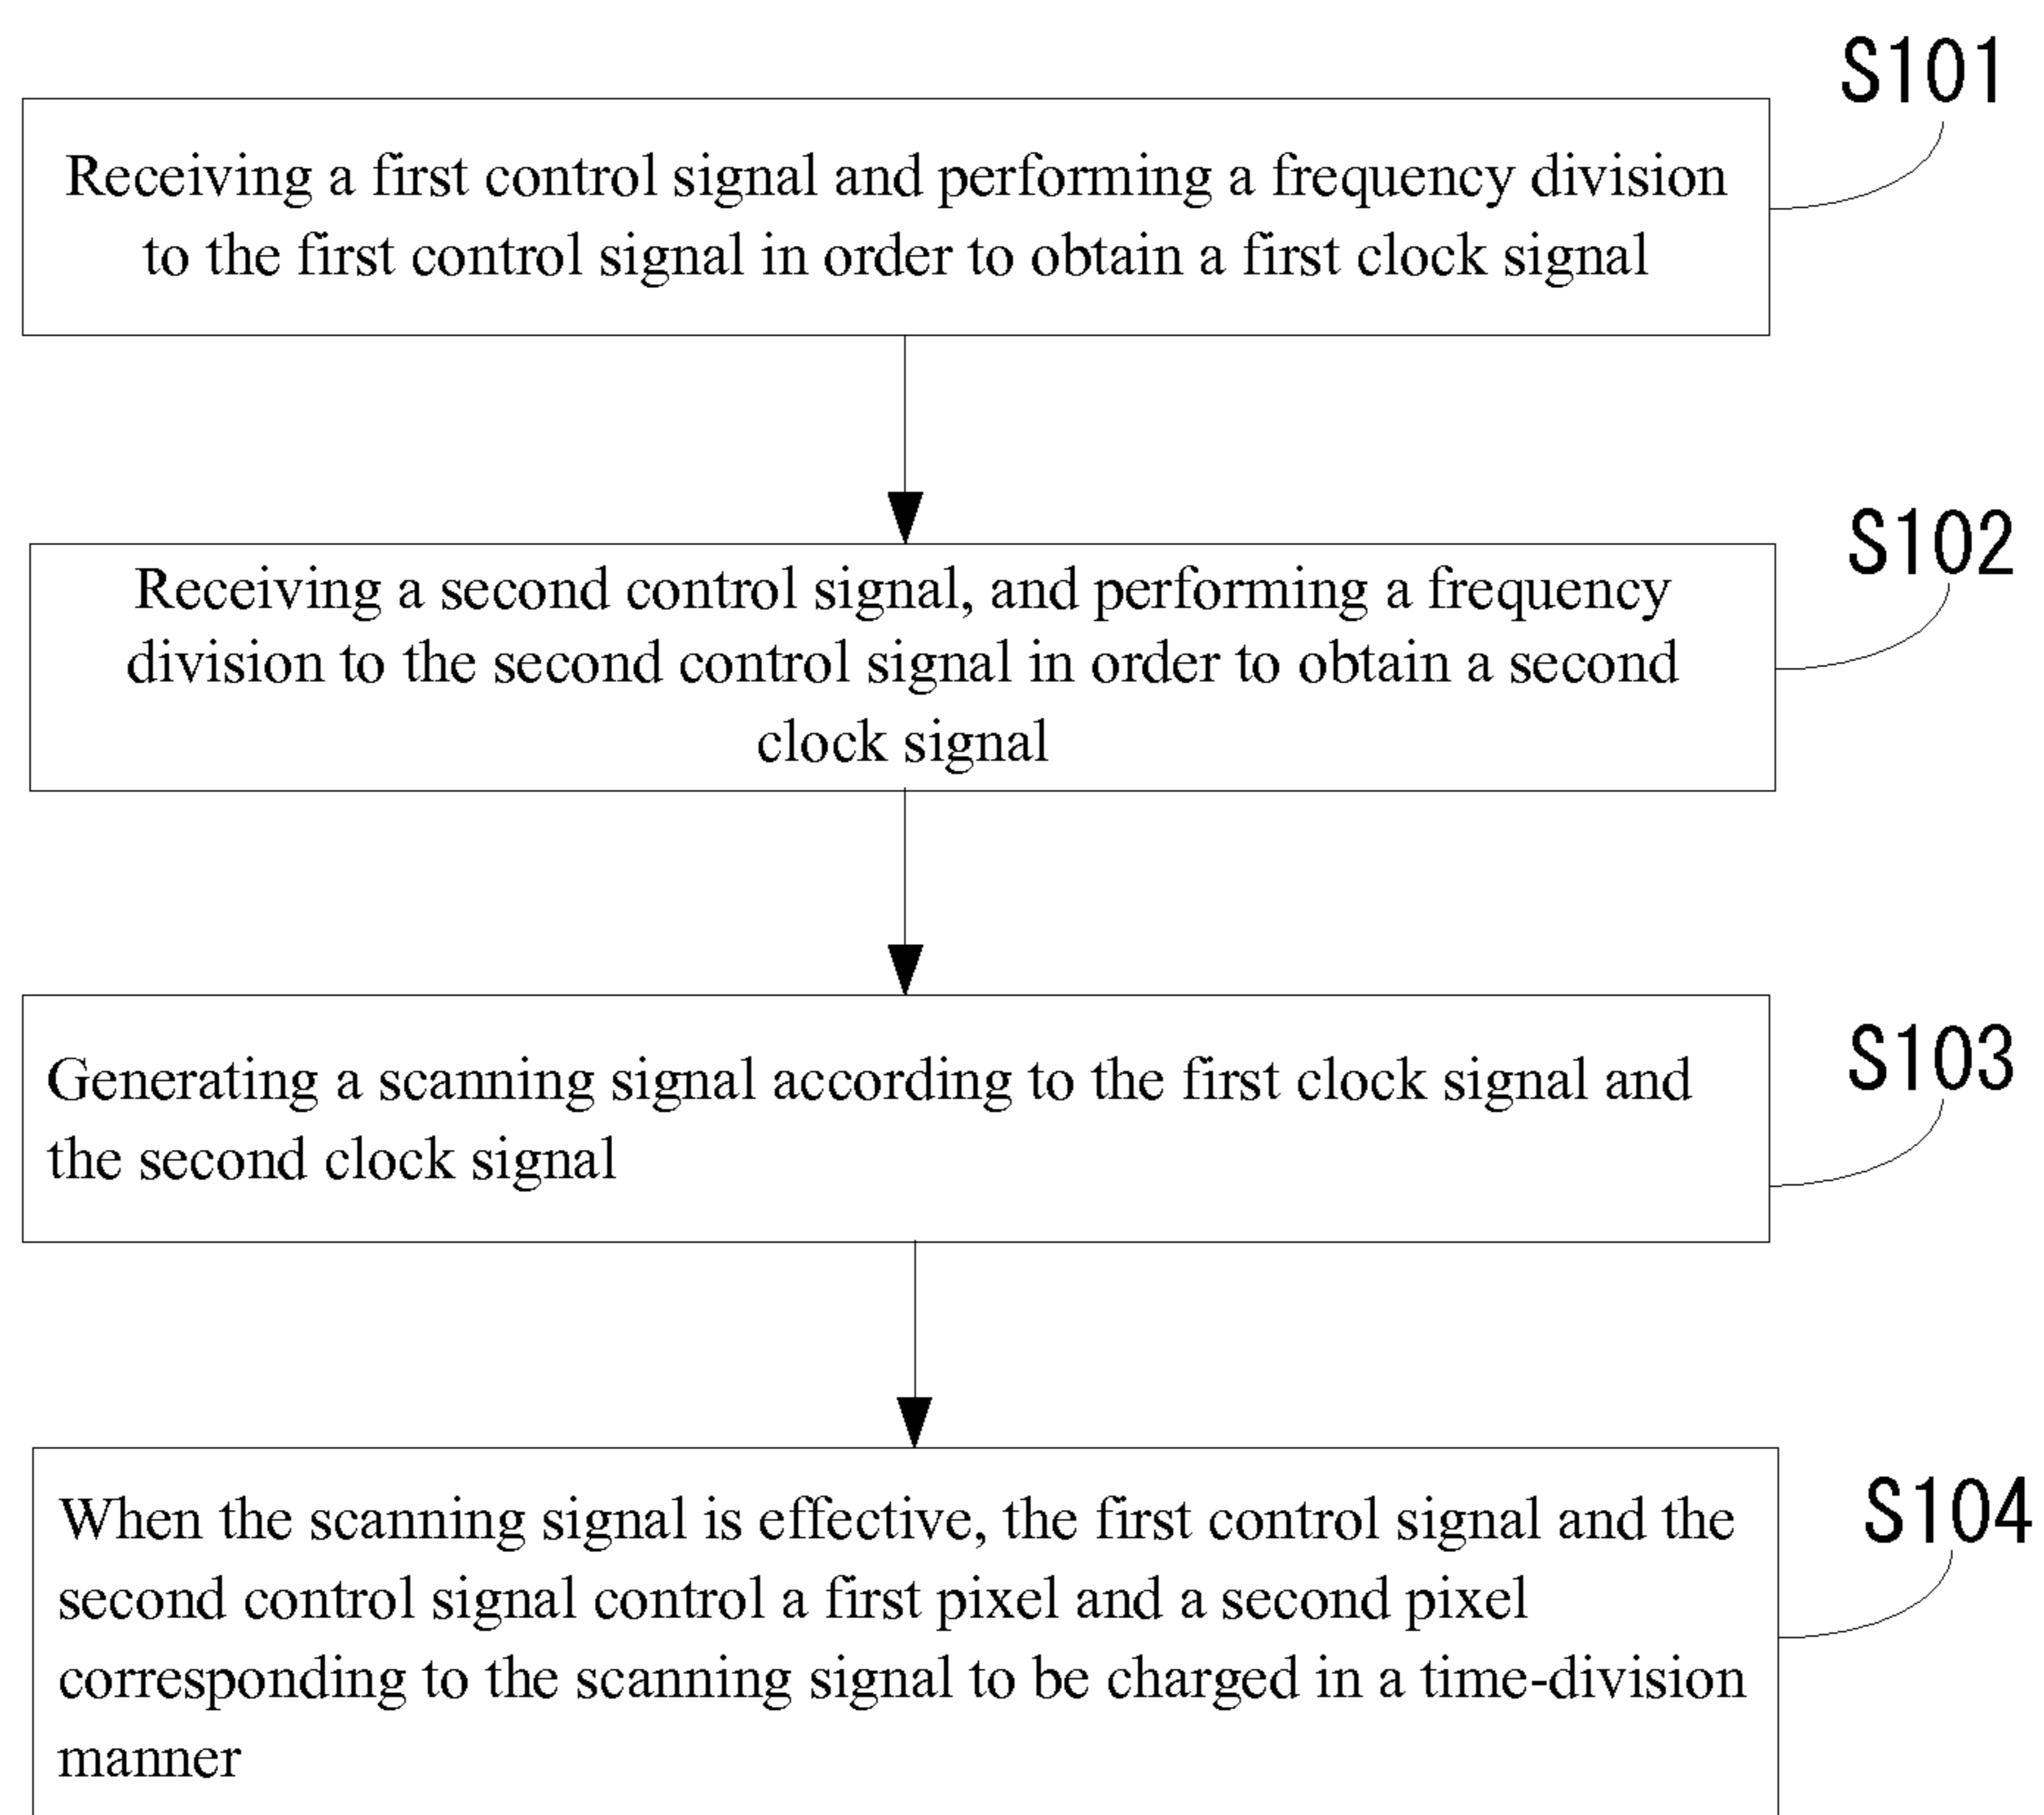 S101
Receiving a first control signal and performing a frequency division
to the first control signal in order to obtain a first clock signal
S102
Receiving a second control signal, and performing a frequency
division to the second control signal in order to obtain a second
clock signal
S103
Generating a scanning signal according to the first clock signal and
the second clock signal
S104
When the scanning signal is effective, the first control signal and the
second control signal control a first pixel and a second pixel
corresponding to the scanning signal to be charged in a time-division
manner